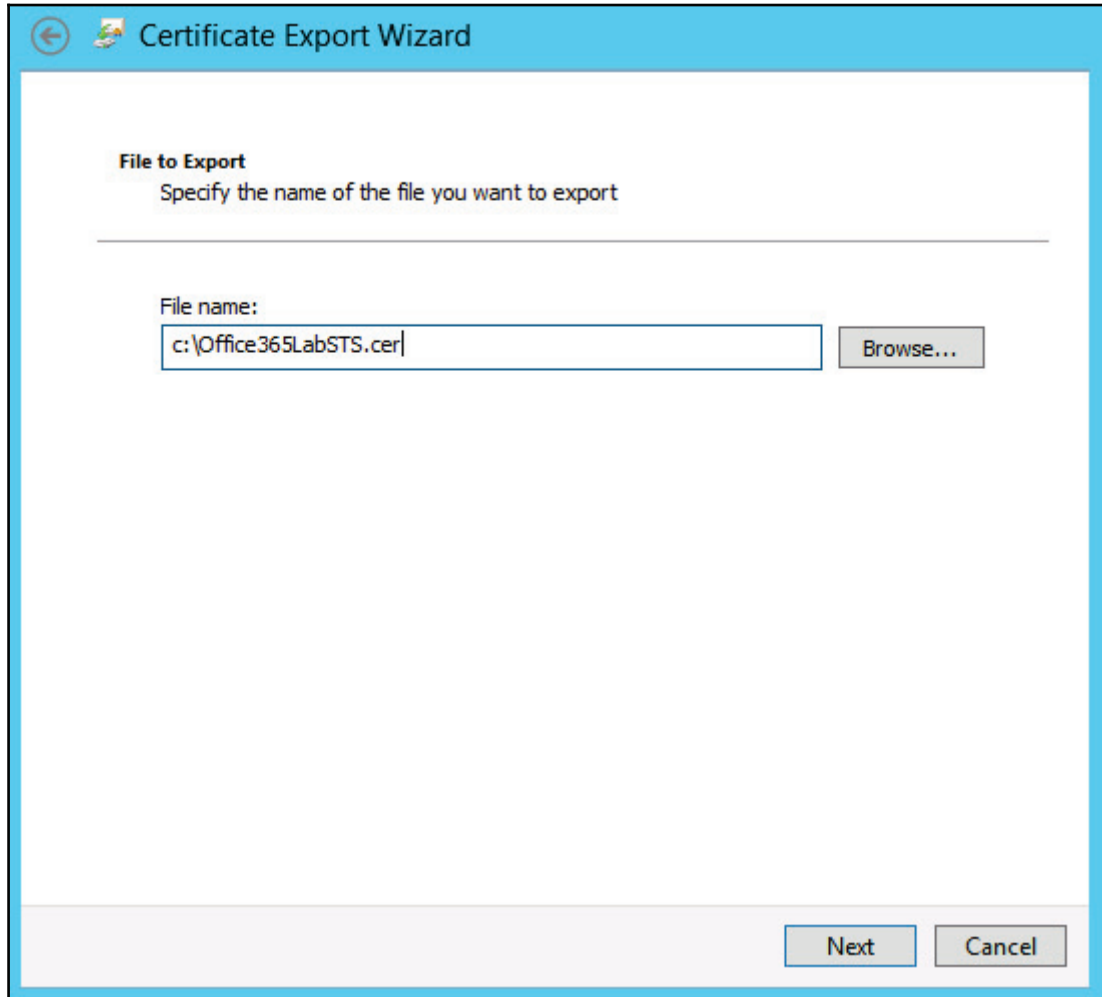 Certificate Export Wizard
File to Export
Specify the name of the file you want to export
File name:
c:\Office365LabSTS.cer
Browse...
Next
Cancel